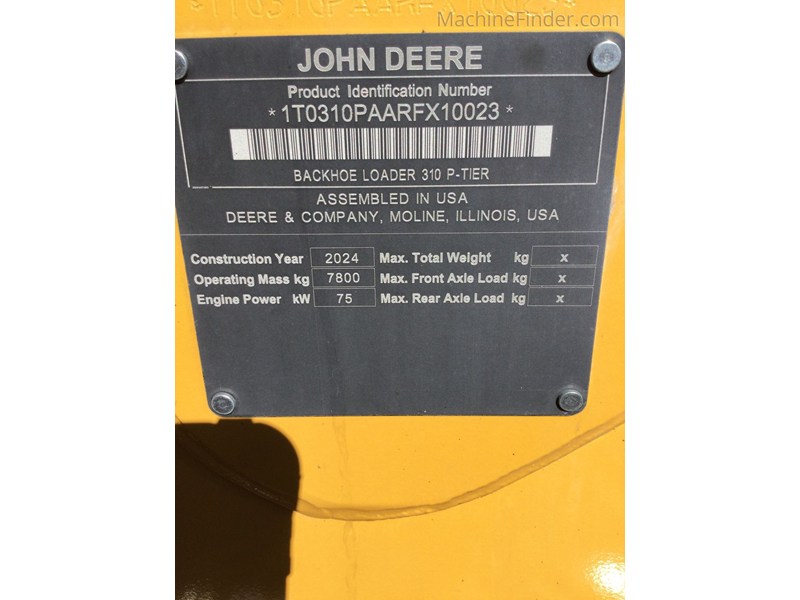 MachineFinder.com
JOHN DEERE
Product Identification Number
*1T0310PAARFX10023*
BACKHOE LOADER 310 P-TIER
ASSEMBLED IN USA
DEERE & COMPANY, MOLINE, ILLINOIS, USA
Construction Year 2024 Max. Total Weight kg x
Operating Mass kg 7800 Max. Front Axle Load kg x
Engine Power kW 75 Max. Rear Axle Load kg x